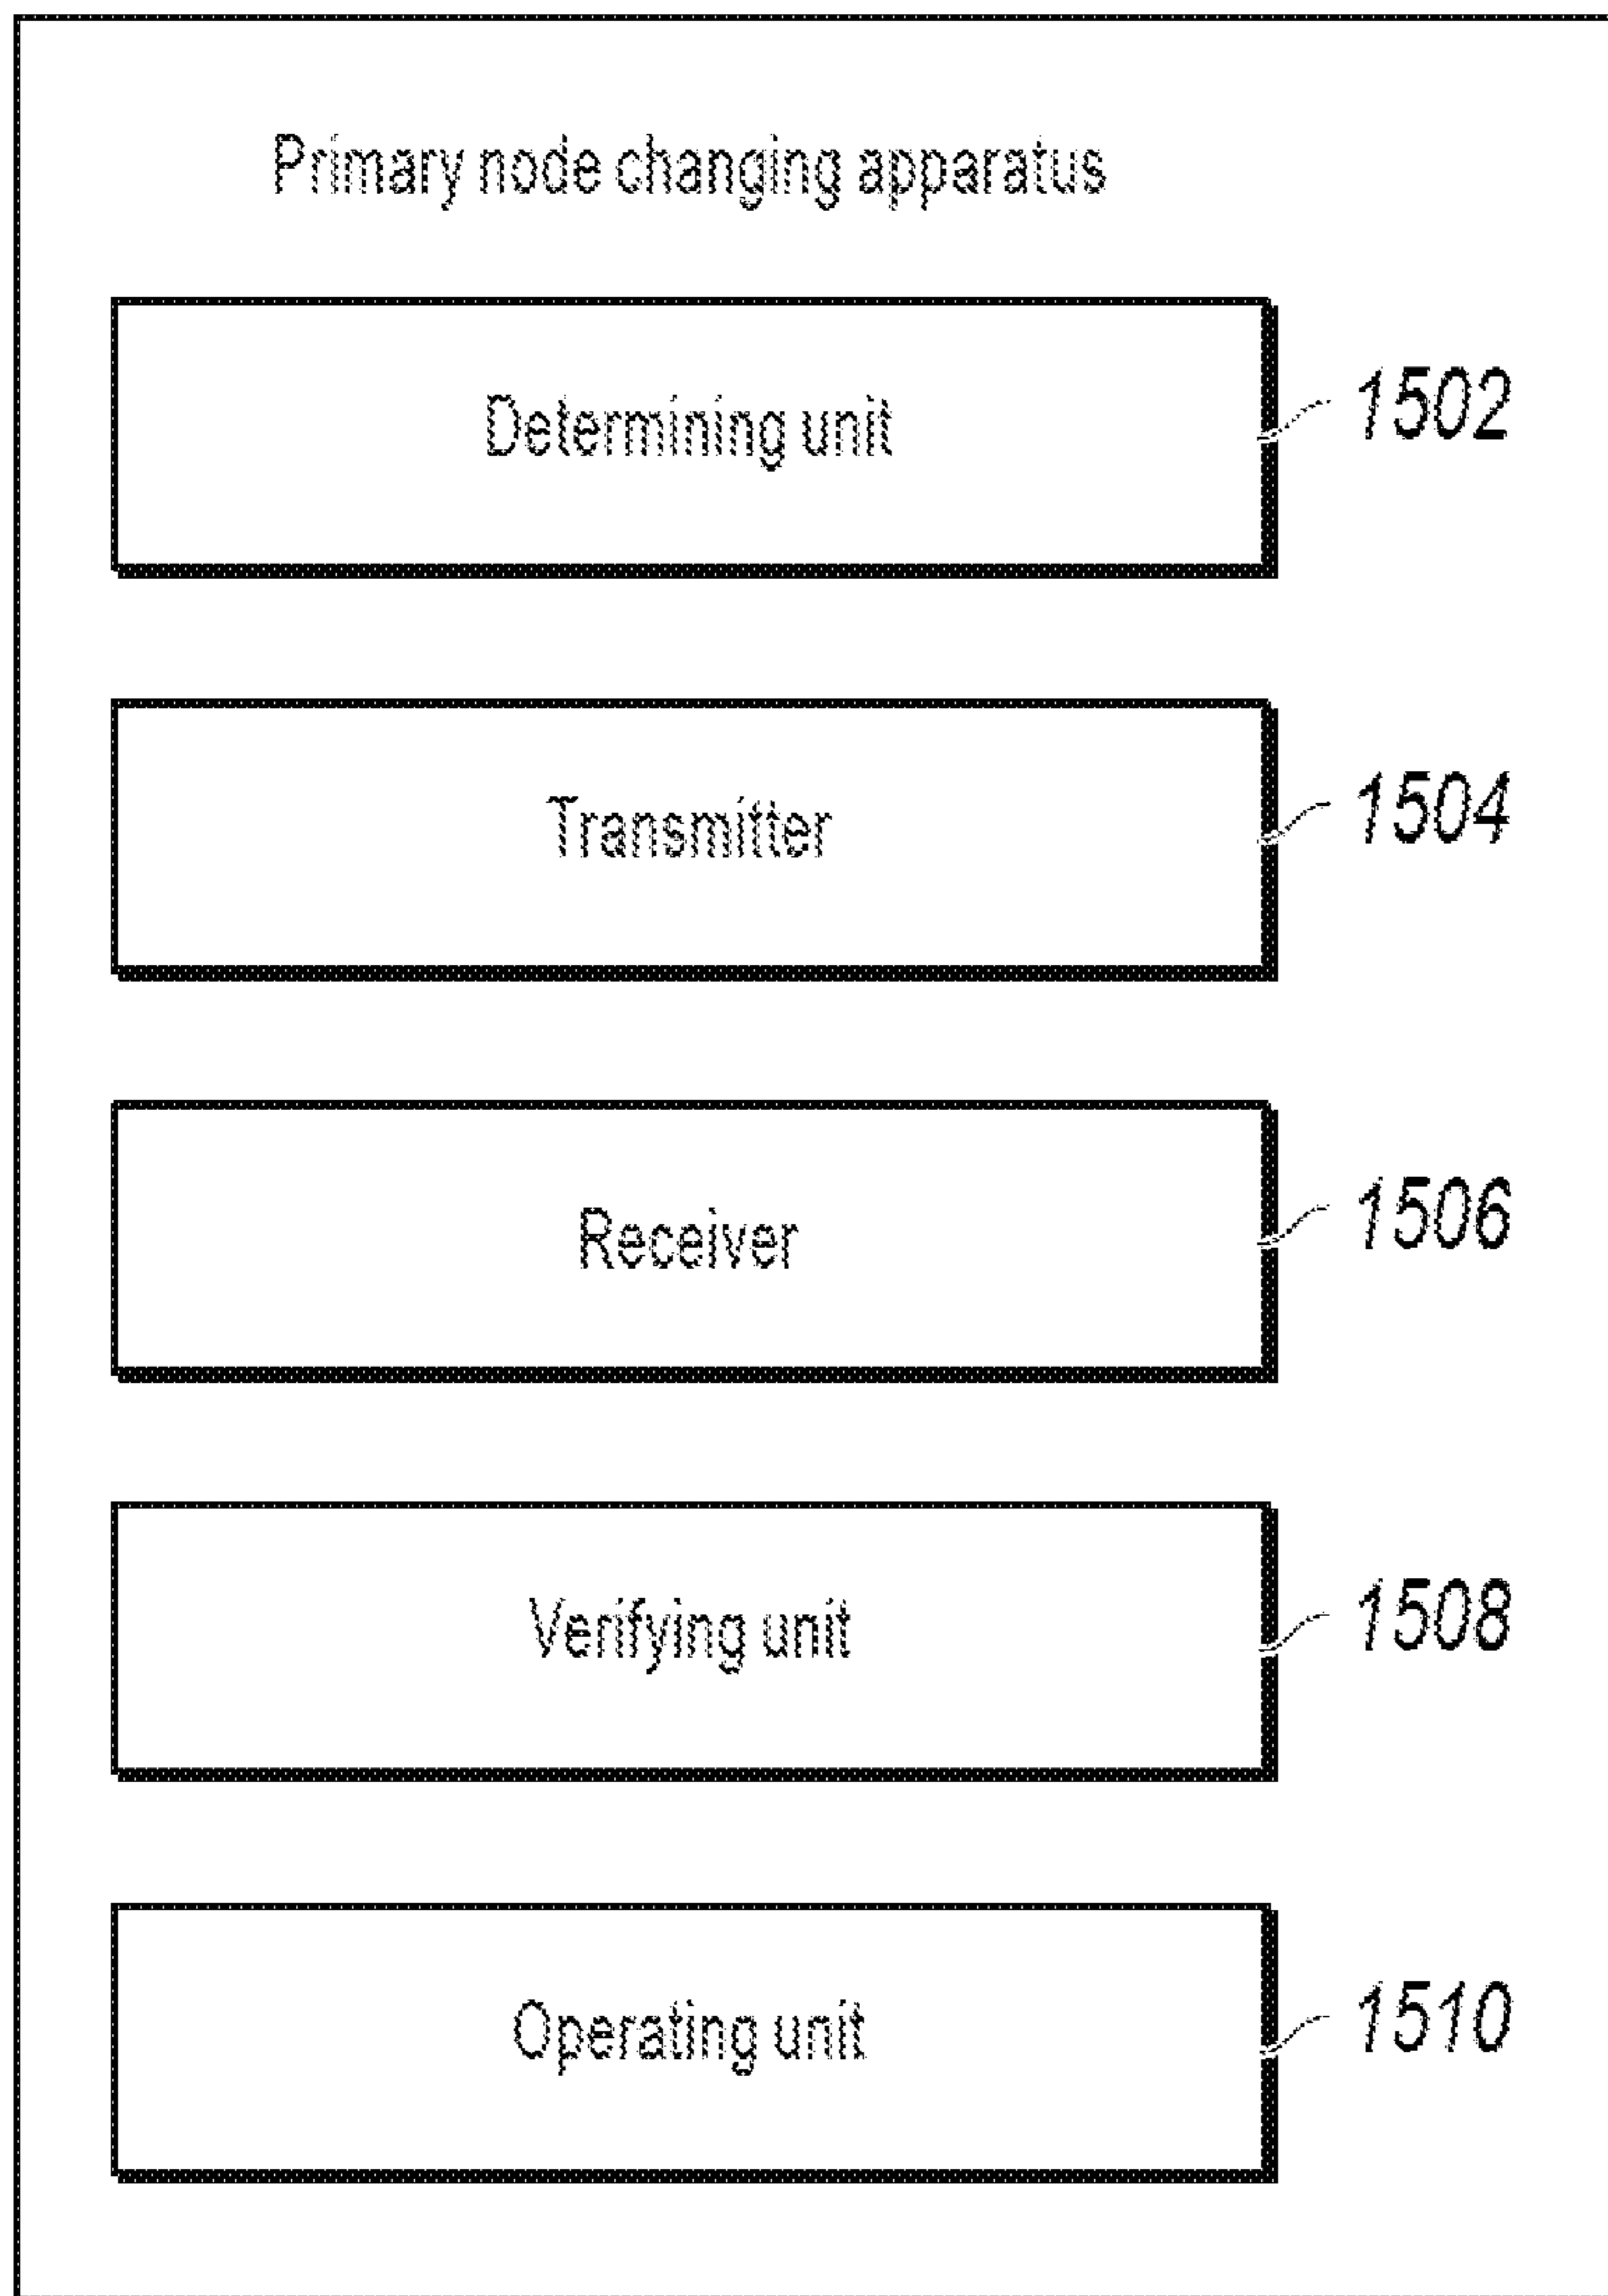 Primary node changing apparatus
Determining unit
1502
Transmitter
1504
Receiver
1506
Verifying unit
1508
Operating unit
1510